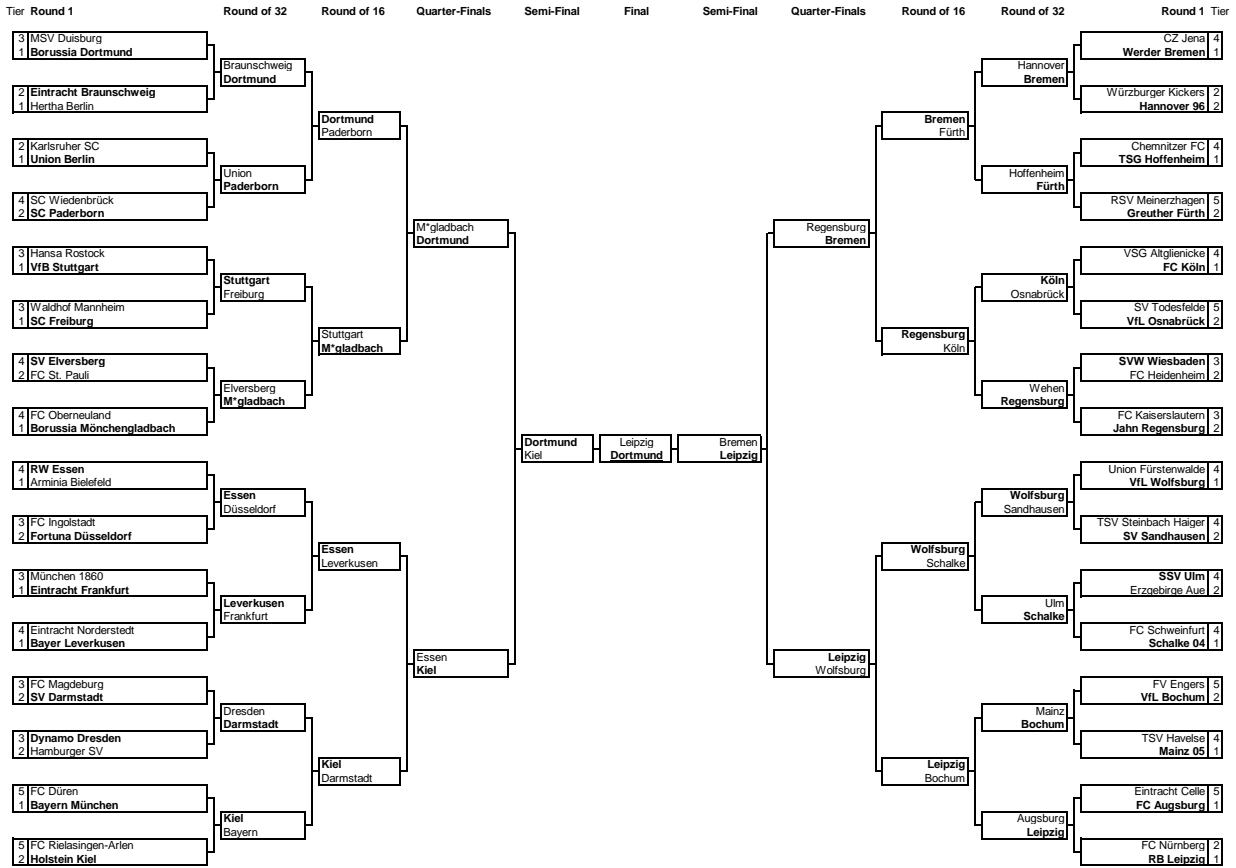 Tier Round 1 Round of 32 Round of 16 Quarter-Finals Semi-Final Final Semi-Final Quarter-Finals Round of 16 Round of 32 Round 1 Tier
3 MSV Duisburg
1 Borussia Dortmund
2 Eintracht Braunschweig
1 Hertha Berlin
2 Karlsruher SC
1 Union Berlin
4 SC Wiedenbrück
2 SC Paderborn
3 Hansa Rostock
1 VfB Stuttgart
3 Waldhof Mannheim
1 SC Freiburg
4 SV Elversberg
2 FC St. Pauli
4 FC Oberneuland
1 Borussia Mönchengladbach
4 RW Essen
1 Arminia Bielefeld
3 FC Ingolstadt
2 Fortuna Düsseldorf
3 München 1860
1 Eintracht Frankfurt
4 Eintracht Norderstedt
1 Bayer Leverkusen
3 FC Magdeburg
2 SV Darmstadt
3 Dynamo Dresden
2 Hamburger SV
5 FC Düren
1 Bayern München
5 FC Rielasingen-Arlen
2 Holstein Kiel
Braunschweig
Dortmund
Union
Paderborn
Stuttgart
Freiburg
Elversberg
M*gladbach
Essen
Düsseldorf
Leverkusen
Frankfurt
Dresden
Darmstadt
Kiel
Bayern
Dortmund
Paderborn
Stuttgart
M*gladbach
Essen
Leverkusen
Kiel
Darmstadt
M*gladbach
Dortmund
Essen
Kiel
Dortmund
Kiel
Leipzig
Dortmund
Bremen
Leipzig
Regensburg
Bremen
Leipzig
Wolfsburg
Bremen
Fürth
Regensburg
Köln
Wolfsburg
Schalke
Leipzig
Bochum
Hannover
Bremen
Hoffenheim
Fürth
Köln
Osnabrück
Wehen
Regensburg
Wolfsburg
Sandhausen
Ulm
Schalke
Mainz
Bochum
Augsburg
Leipzig
CZ Jena 4
Werder Bremen 1
Würzburger Kickers 2
Hannover 96 2
Chemnitzer FC 4
TSG Hoffenheim 1
RSV Meinerzhagen 5
Greuther Fürth 2
VSG Altglienicke 4
FC Köln 1
SV Todesfelde 5
VfL Osnabrück 2
SVW Wiesbaden 3
FC Heidenheim 2
FC Kaiserslautern 3
Jahn Regensburg 2
Union Fürstenwalde 4
VfL Wolfsburg 1
TSV Steinbach Haiger 4
SV Sandhausen 2
SSV Ulm 4
Erzgebirge Aue 2
FC Schweinfurt 4
Schalke 04 1
FV Engers 5
VfL Bochum 2
TSV Havelse 4
Mainz 05 1
Eintracht Celle 5
FC Augsburg 1
FC Nürnberg 2
RB Leipzig 1